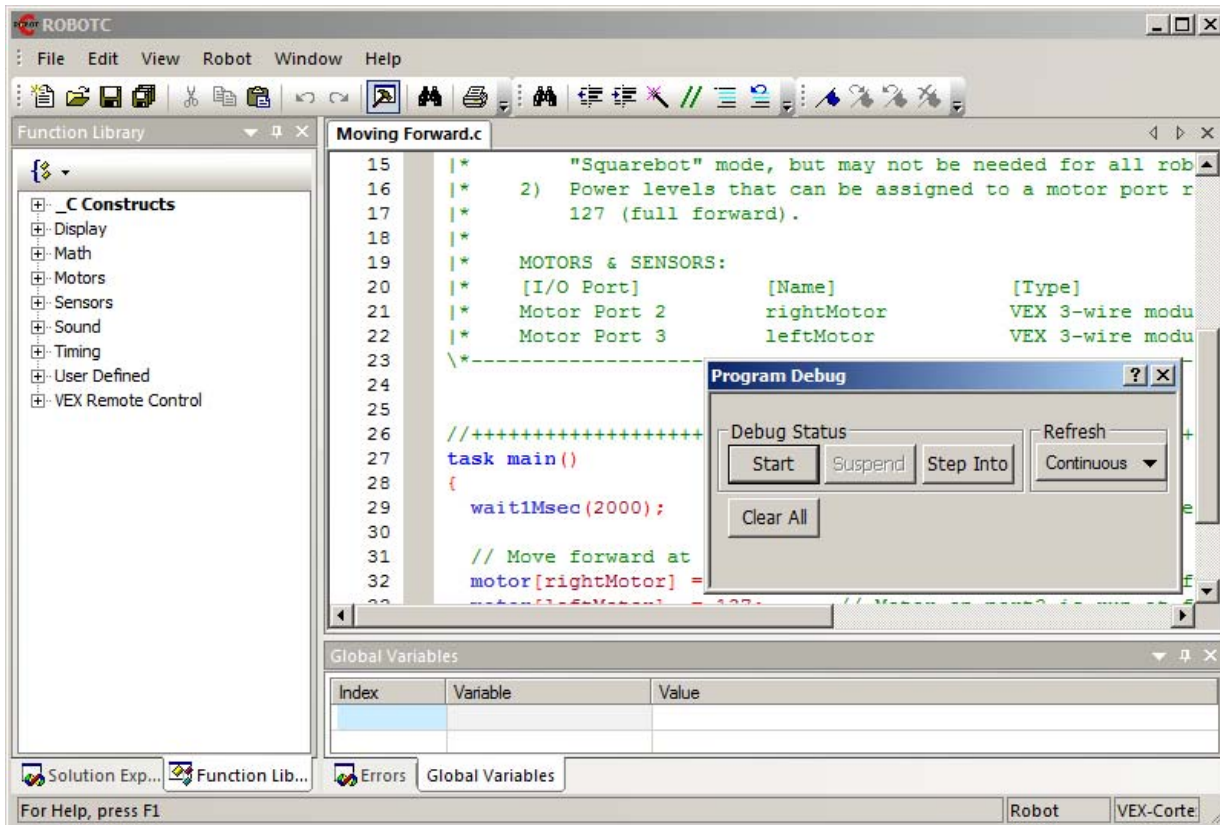 ROBOTC
File Edit View Robot Window Help
Function Library
Moving Forward.c
_C Constructs
Display
Math
Motors
Sensors
Sound
Timing
User Defined
VEX Remote Control
15 |* "Squarebot" mode, but may not be needed for all rob
16 |* 2) Power levels that can be assigned to a motor port r
17 |* 127 (full forward).
18 |*
19 |* MOTORS & SENSORS:
20 |* [I/O Port] [Name] [Type]
21 |* Motor Port 2 rightMotor VEX 3-wire modu
22 |* Motor Port 3 leftMotor VEX 3-wire modu
23 \*---------------------
24
25
26 //+++++++++++++++++++
27 task main()
28 {
29 wait1Msec(2000);
30
31 // Move forward at
32 motor[rightMotor] =
Program Debug
Debug Status
Start Suspend Step Into
Refresh
Continuous
Clear All
Global Variables
Index Variable Value
Solution Exp... Function Lib... Errors Global Variables
For Help, press F1 Robot VEX-Corte